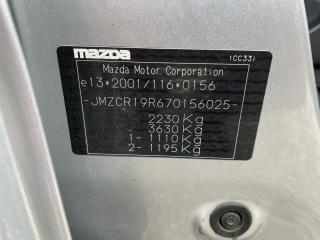 mazda
(CC33)
Mazda Motor Corporation
e13*2001/116*0156
-JMZCR19R670156025-
2230 Kg
- 3630 Kg
1- 1110 Kg
2- 1195 Kg